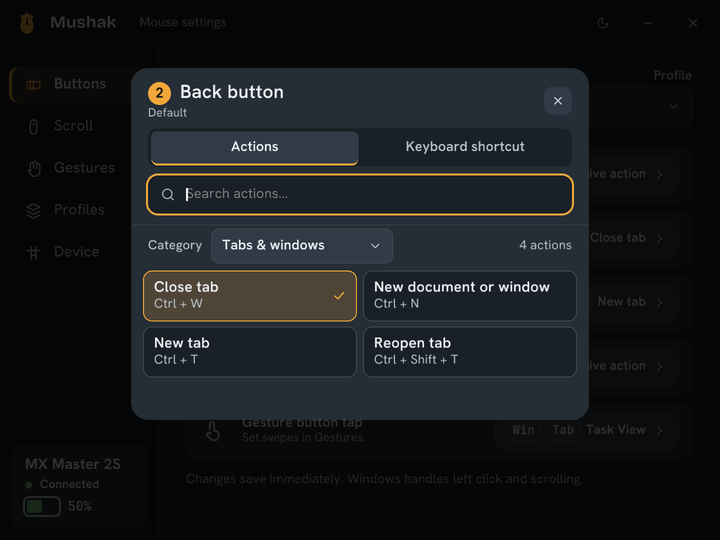 Mushak
Mouse settings
Buttons
Scroll
Gestures
Profiles
Device
MX Master 2S
Connected
50%
Profile
2 Back button
Default
Actions
Keyboard shortcut
Search actions...
Category
Tabs & windows
4 actions
Close tab
Ctrl + W
New document or window
Ctrl + N
New tab
Ctrl + T
Reopen tab
Ctrl + Shift + T
ive action
Close tab
New tab
ive action
Gesture button tap
Set swipes in Gestures.
Win Tab Task View
Changes save immediately. Windows handles left click and scrolling.